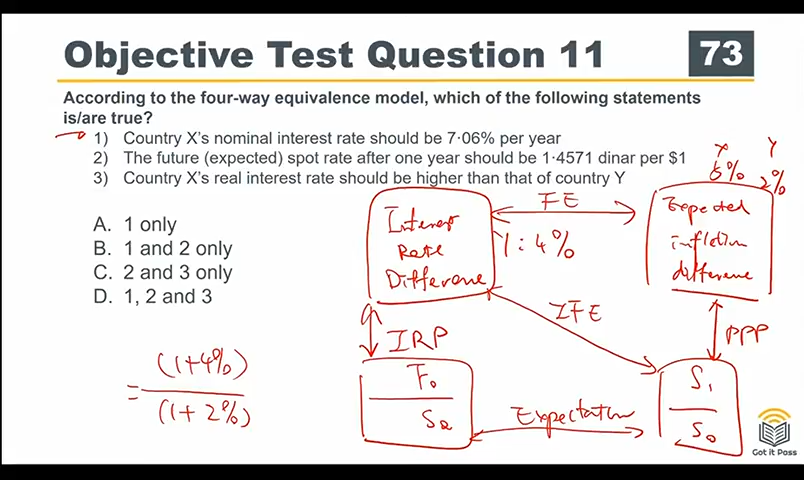 Objective Test Question 11
73
According to the four-way equivalence model, which of the following statements
is/are true?
1) Country X's nominal interest rate should be 7·06% per year
2) The future (expected) spot rate after one year should be 1·4571 dinar per $1
3) Country X's real interest rate should be higher than that of country Y
X Y
5% 2%
A. 1 only
B. 1 and 2 only
C. 2 and 3 only
D. 1, 2 and 3
Interest
Rate
Difference
FE
Y: 4%
Expected
inflation
difference
IRP
IFE
PPP
F₀
S₀
Expectation
S₁
S₀
= (1+4%)
(1+2%)
Got it Pass